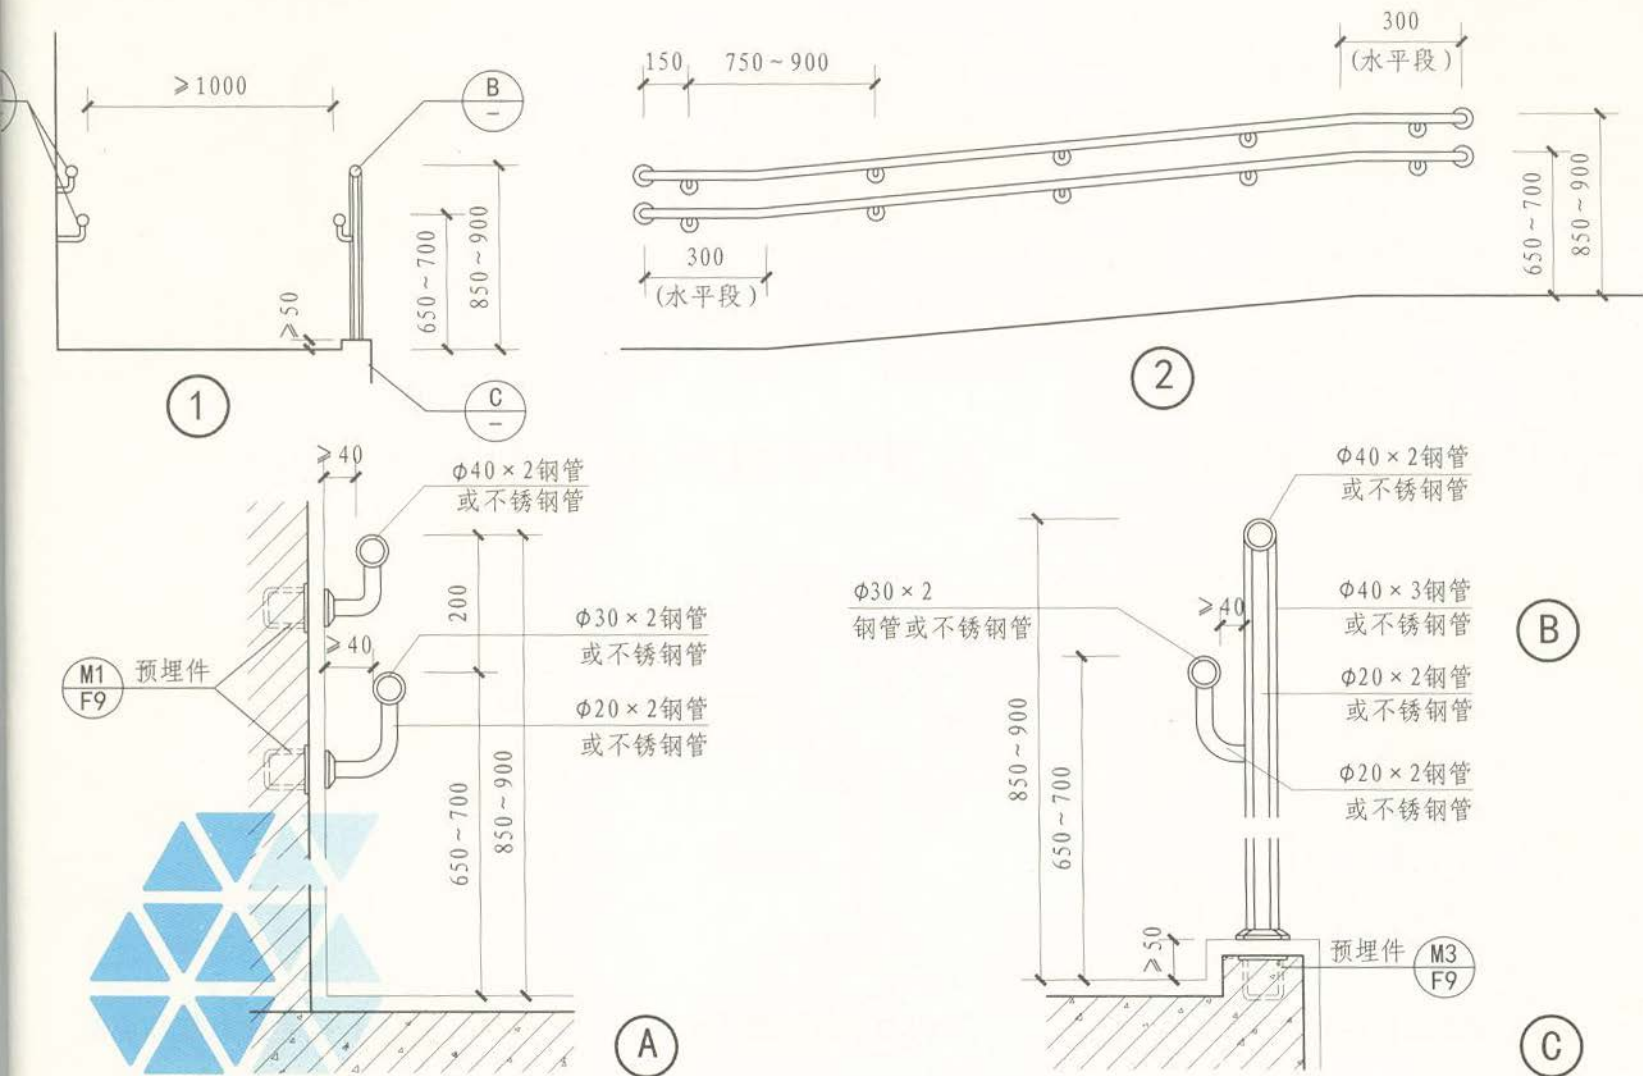 ≥1000
B
-
850~900
650~700
≥50
C
-
1
150
750~900
300
(水平段)
300
(水平段)
650~700
850~900
2
≥40
Φ40×2钢管
或不锈钢管
200
Φ30×2钢管
或不锈钢管
≥40
M1
F9
预埋件
Φ20×2钢管
或不锈钢管
650~700
850~900
A
Φ40×2钢管
或不锈钢管
Φ30×2
钢管或不锈钢管
≥40
Φ40×3钢管
或不锈钢管
B
Φ20×2钢管
或不锈钢管
Φ20×2钢管
或不锈钢管
850~900
650~700
≥50
预埋件
M3
F9
C